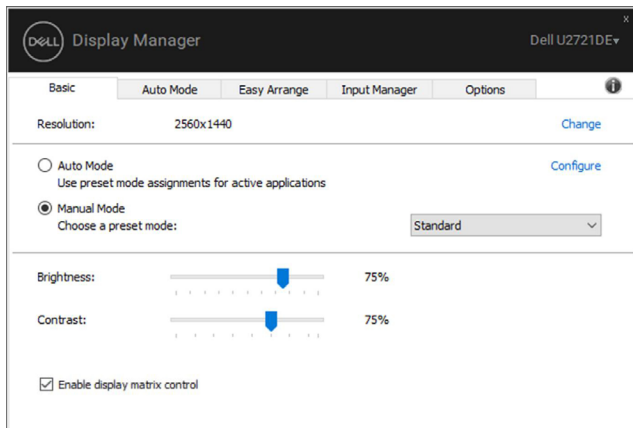 x
DELL Display Manager Dell U2721DE
Basic Auto Mode Easy Arrange Input Manager Options
Resolution: 2560x1440 Change
Auto Mode Configure
Use preset mode assignments for active applications
Manual Mode
Choose a preset mode: Standard
Brightness: 75%
Contrast: 75%
Enable display matrix control